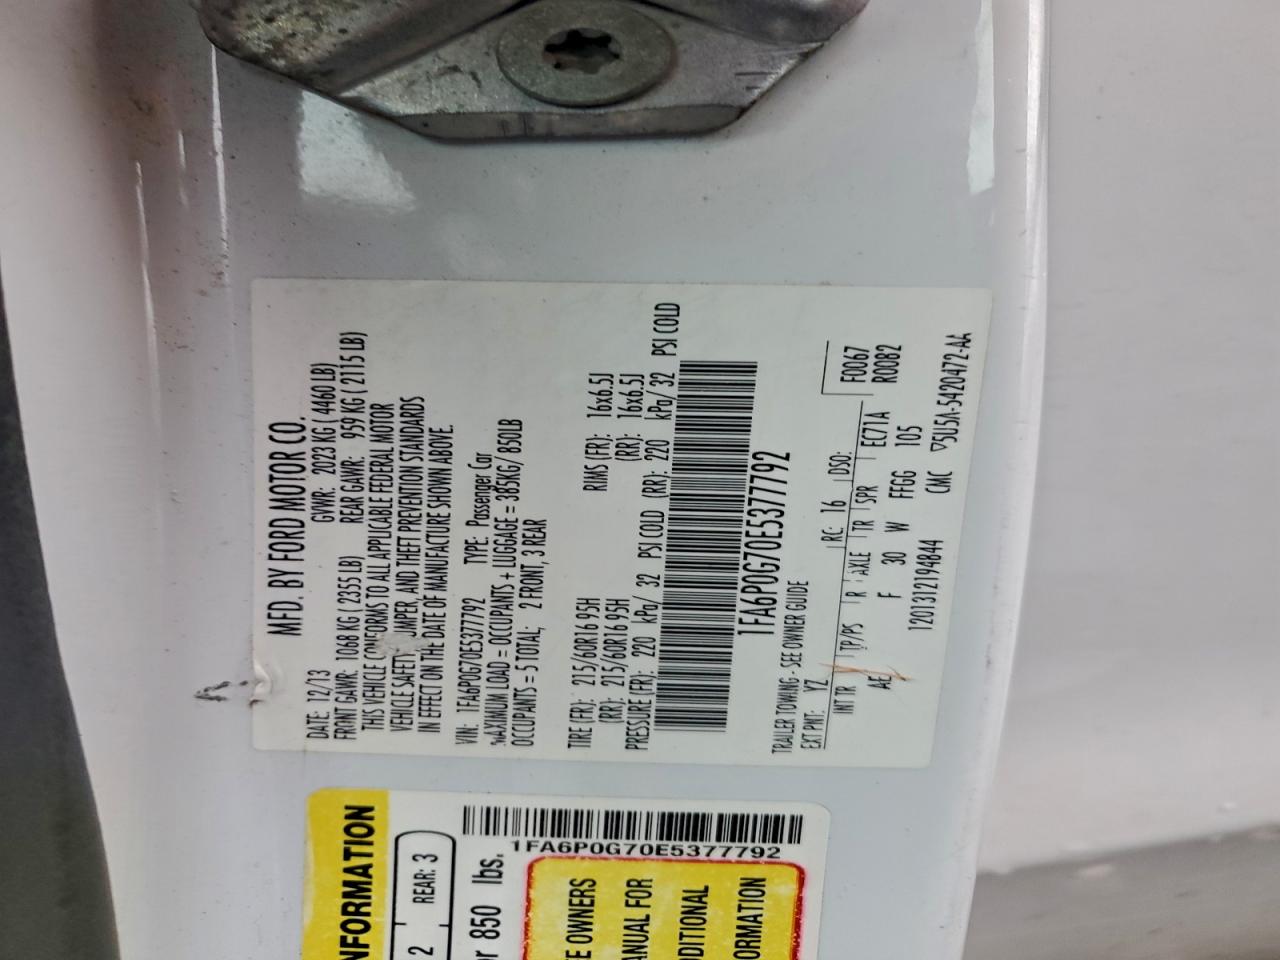 MFD. BY FORD MOTOR CO.
DATE: 12/13 GVWR: 2023 KG ( 4460 LB)
FRONT GAWR: 1068 KG ( 2355 LB) REAR GAWR: 959 KG ( 2115 LB)
THIS VEHICLE CONFORMS TO ALL APPLICABLE FEDERAL MOTOR
VEHICLE SAFETY, BUMPER, AND THEFT PREVENTION STANDARDS
IN EFFECT ON THE DATE OF MANUFACTURE SHOWN ABOVE.
VIN: 1FA6P0G70E5377792 TYPE: Passenger Car
MAXIMUM LOAD = OCCUPANTS + LUGGAGE = 385KG/ 850LB
OCCUPANTS = 5 TOTAL; 2 FRONT, 3 REAR
TIRE (FR): 215/60R16 95H RIMS (FR): 16x6.5J
(RR): 215/60R16 95H (RR): 16x6.5J
PRESSURE (FR): 220 kPa/ 32 PSI COLD (RR): 220 kPa/ 32 PSI COLD
1FA6P0G70E5377792
TRAILER TOWING - SEE OWNER GUIDE
EXT PNT: YZ RC: 16 DSO: F0067
INT TR TP/PS R AXLE TR SPR EC71A R0082
AE F 30 W FFGG 105
1201312194844 CMC ▽5U5A-5420472-AA
NFORMATION
2 REAR: 3
r 850 lbs.
1FA6P0G70E5377792
E OWNERS
ANUAL FOR
DDITIONAL
ORMATION